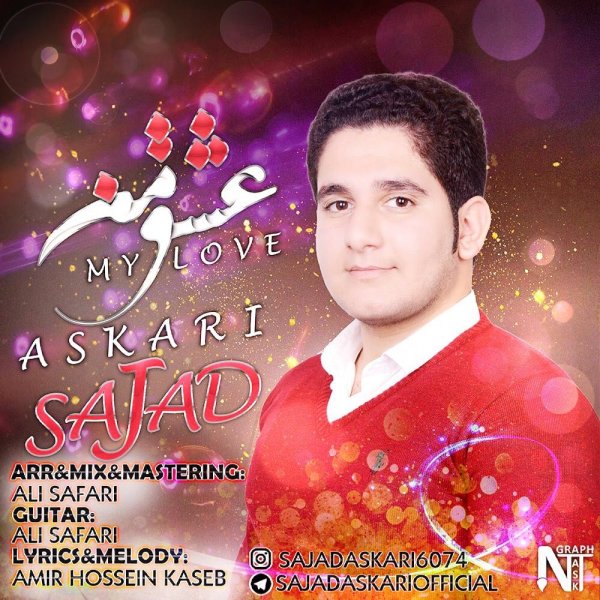 عشق من
MY LOVE
ASKARI
SAJAD
ARR&MIX&MASTERING:
ALI SAFARI
GUITAR:
ALI SAFARI
LYRICS&MELODY:
AMIR HOSSEIN KASEB
SAJADASKARI6074
SAJADASKARIOFFICIAL
GRAPH
N ASK